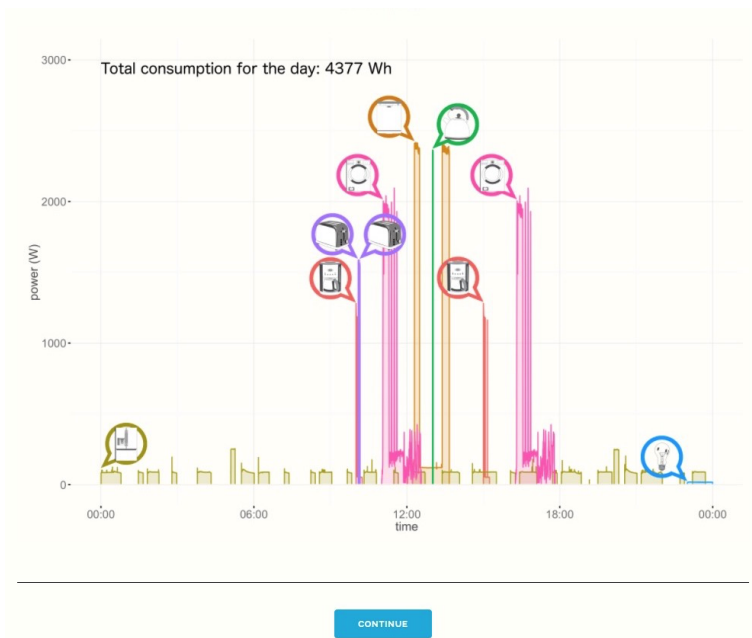 Total consumption for the day: 4377 Wh
3000
2000
1000
0
power (W)
00:00 06:00 12:00 18:00 00:00
time
CONTINUE